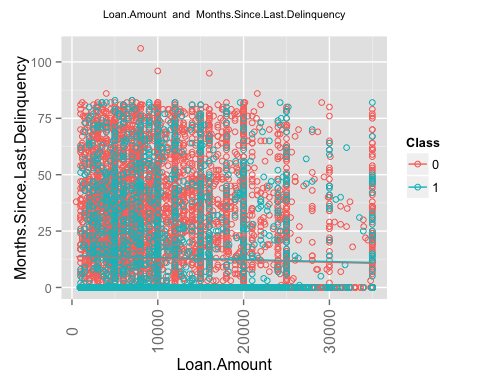 Loan.Amount and Months.Since.Last.Delinquency
Months.Since.Last.Delinquency
100
75
50
25
0
0
10000
20000
30000
Loan.Amount
Class
0
1